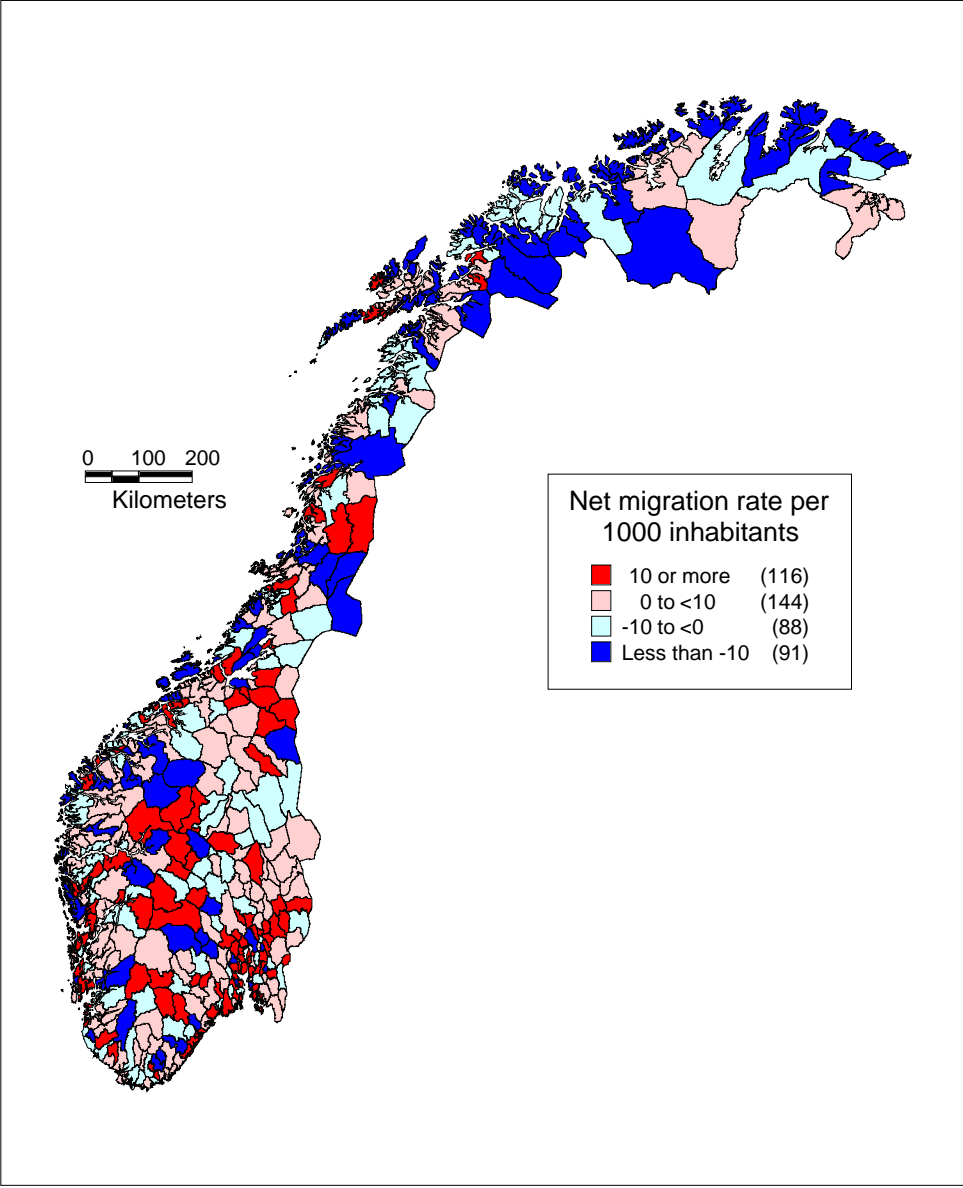 0 100 200
Kilometers
Net migration rate per
1000 inhabitants
10 or more (116)
0 to <10 (144)
-10 to <0 (88)
Less than -10 (91)